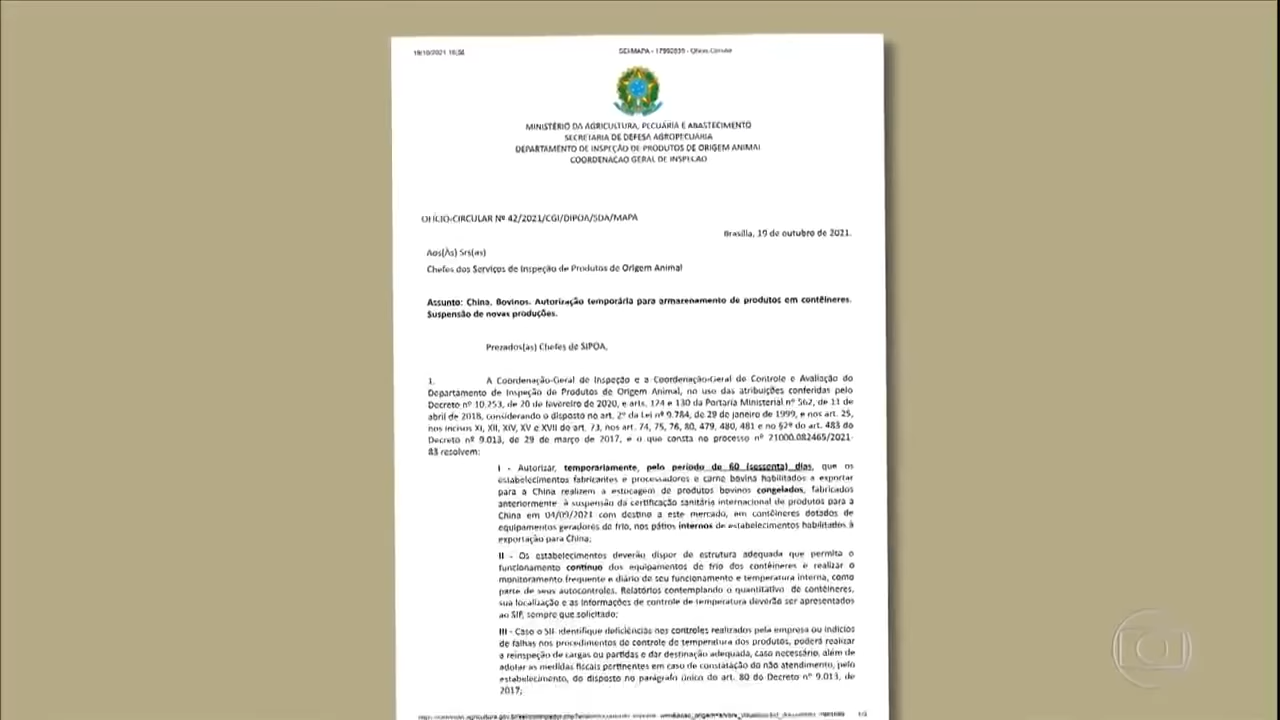 19/10/2021 18:58
SEI/MAPA - 17992839 - Ofício-Circular
MINISTÉRIO DA AGRICULTURA, PECUÁRIA E ABASTECIMENTO
SECRETARIA DE DEFESA AGROPECUÁRIA
DEPARTAMENTO DE INSPEÇÃO DE PRODUTOS DE ORIGEM ANIMAL
COORDENACAO GERAL DE INSPECAO
OFÍCIO-CIRCULAR Nº 42/2021/CGI/DIPOA/SDA/MAPA
Brasília, 19 de outubro de 2021.
Aos(Às) Srs(as)
Chefes dos Serviços de Inspeção de Produtos de Origem Animal
Assunto: China. Bovinos. Autorização temporária para armazenamento de produtos em contêineres.
Suspensão de novas produções.
Prezados(as) Chefes de SIPOA,
1. A Coordenação-Geral de Inspeção e a Coordenação-Geral de Controle e Avaliação do
Departamento de Inspeção de Produtos de Origem Animal, no uso das atribuições conferidas pelo
Decreto nº 10.253, de 20 de fevereiro de 2020, e arts. 124 e 130 da Portaria Ministerial nº 562, de 11 de
abril de 2018, considerando o disposto no art. 2º da Lei nº 9.784, de 29 de janeiro de 1999, e nos art. 25,
nos incisos XI, XII, XIV, XV e XVII do art. 73, nos art. 74, 75, 76, 80, 479, 480, 481 e no §2º do art. 483 do
Decreto nº 9.013, de 29 de março de 2017, e o que consta no processo nº 21000.082465/2021-
83 resolvem:
I - Autorizar, temporariamente, pelo período de 60 (sessenta) dias, que os
estabelecimentos fabricantes e processadores e carne bovina habilitados a exportar
para a China realizem a estocagem de produtos bovinos congelados, fabricados
anteriormente à suspensão da certificação sanitária internacional de produtos para a
China em 04/09/2021 com destino a este mercado, em contêineres dotados de
equipamentos geradores de frio, nos pátios internos de estabelecimentos habilitados à
exportação para China;
II - Os estabelecimentos deverão dispor de estrutura adequada que permita o
funcionamento contínuo dos equipamentos de frio dos contêineres e realizar o
monitoramento frequente e diário de seu funcionamento e temperatura interna, como
parte de seus autocontroles. Relatórios contemplando o quantitativo de contêineres,
sua localização e as informações de controle de temperatura deverão ser apresentados
ao SIF, sempre que solicitado;
III - Caso o SIF identifique deficiências nos controles realizados pela empresa ou indícios
de falhas nos procedimentos de controle de temperatura dos produtos, poderá realizar
a reinspeção de cargas ou partidas e dar destinação adequada, caso necessário, além de
adotar as medidas fiscais pertinentes em caso de constatação do não atendimento, pelo
estabelecimento, do disposto no parágrafo único do art. 80 do Decreto nº 9.013, de
2017;